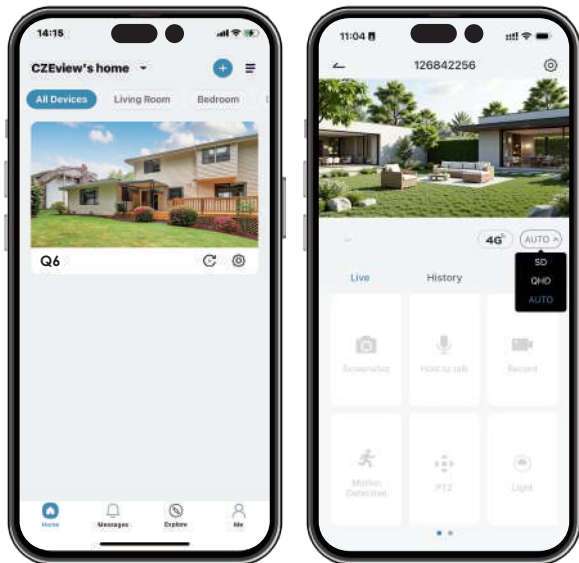 14:15
CZEview's home
All Devices Living Room Bedroom
Q6
Home Messages Explore Me
11:04
126842256
4G AUTO
SD
QHD
AUTO
Live History
Screenshot Hold to talk Record
Motion Detection PTZ Light